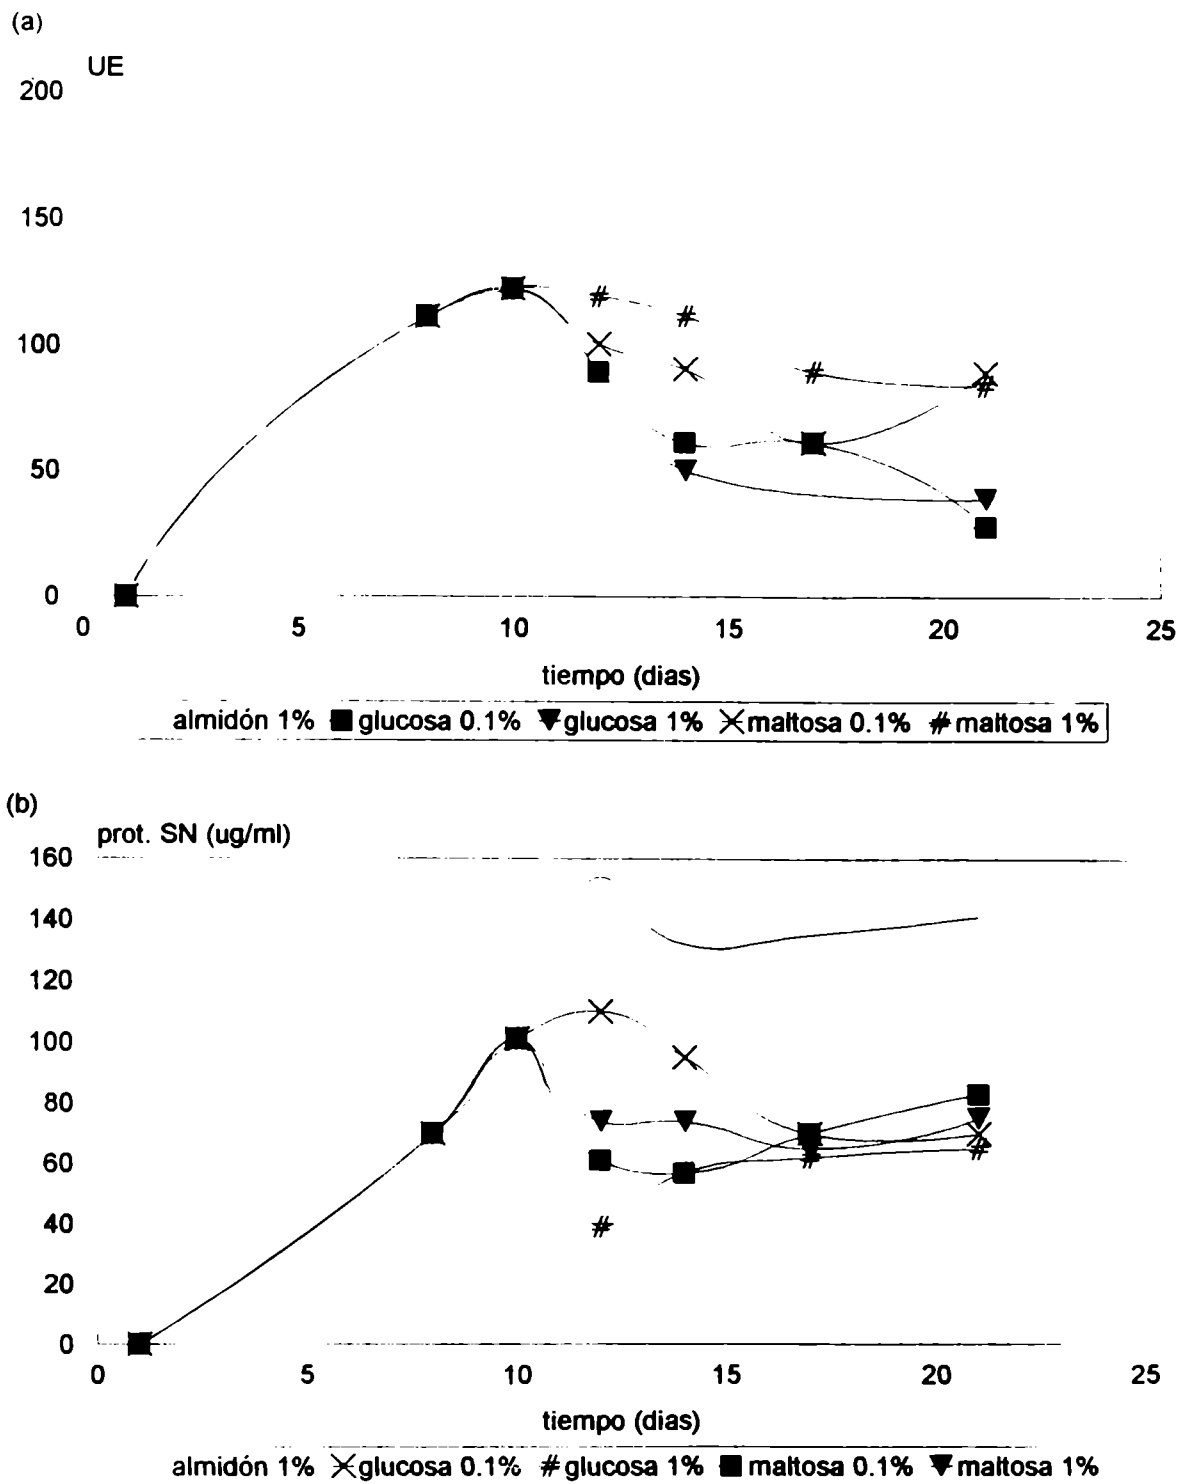 (a)
UE
200
150
100
50
0
0 5 10 15 20 25
tiempo (dias)
almidón 1% glucosa 0.1% glucosa 1% maltosa 0.1% # maltosa 1%
(b)
prot. SN (ug/ml)
160
140
120
100
80
60
40
20
0
0 5 10 15 20 25
tiempo (dias)
almidón 1% glucosa 0.1% # glucosa 1% maltosa 0.1% maltosa 1%